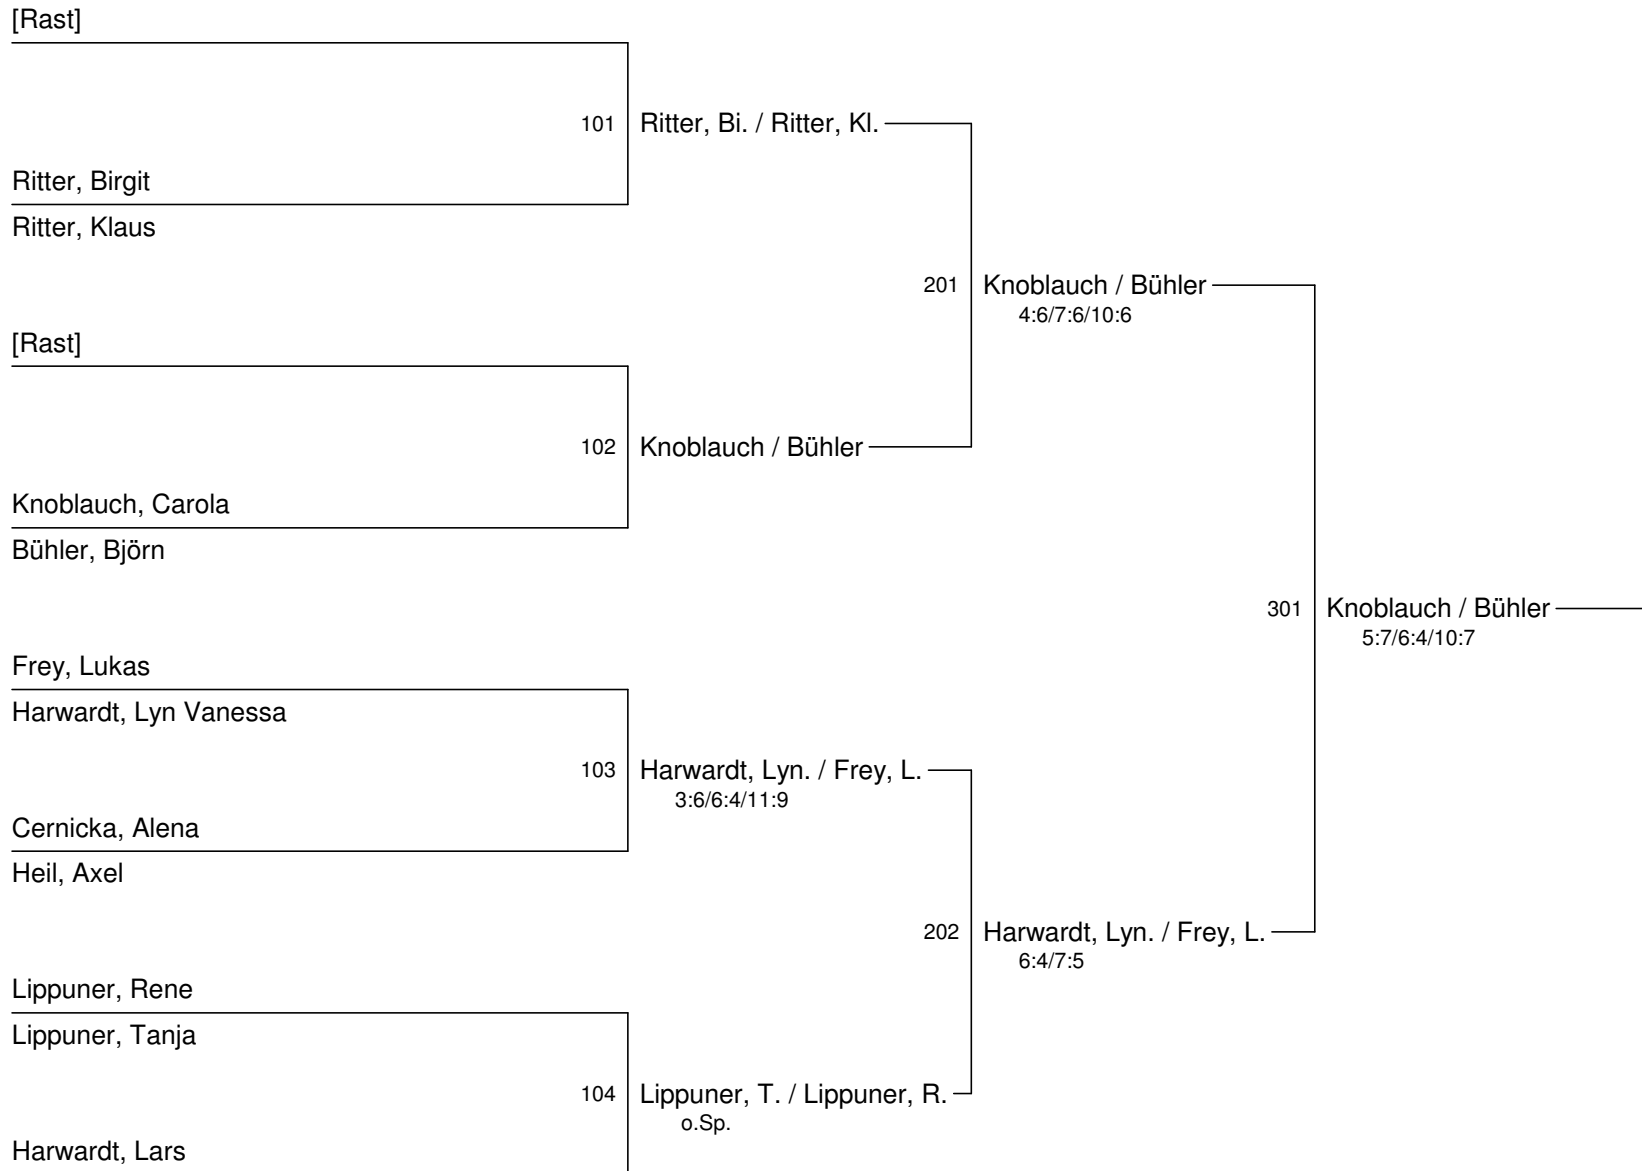 [Rast]
101 Ritter, Bi. / Ritter, Kl.
Ritter, Birgit
Ritter, Klaus
201 Knoblauch / Bühler
4:6/7:6/10:6
[Rast]
102 Knoblauch / Bühler
Knoblauch, Carola
Bühler, Björn
301 Knoblauch / Bühler
5:7/6:4/10:7
Frey, Lukas
Harwardt, Lyn Vanessa
103 Harwardt, Lyn. / Frey, L.
3:6/6:4/11:9
Cernicka, Alena
Heil, Axel
202 Harwardt, Lyn. / Frey, L.
6:4/7:5
Lippuner, Rene
Lippuner, Tanja
104 Lippuner, T. / Lippuner, R.
o.Sp.
Harwardt, Lars